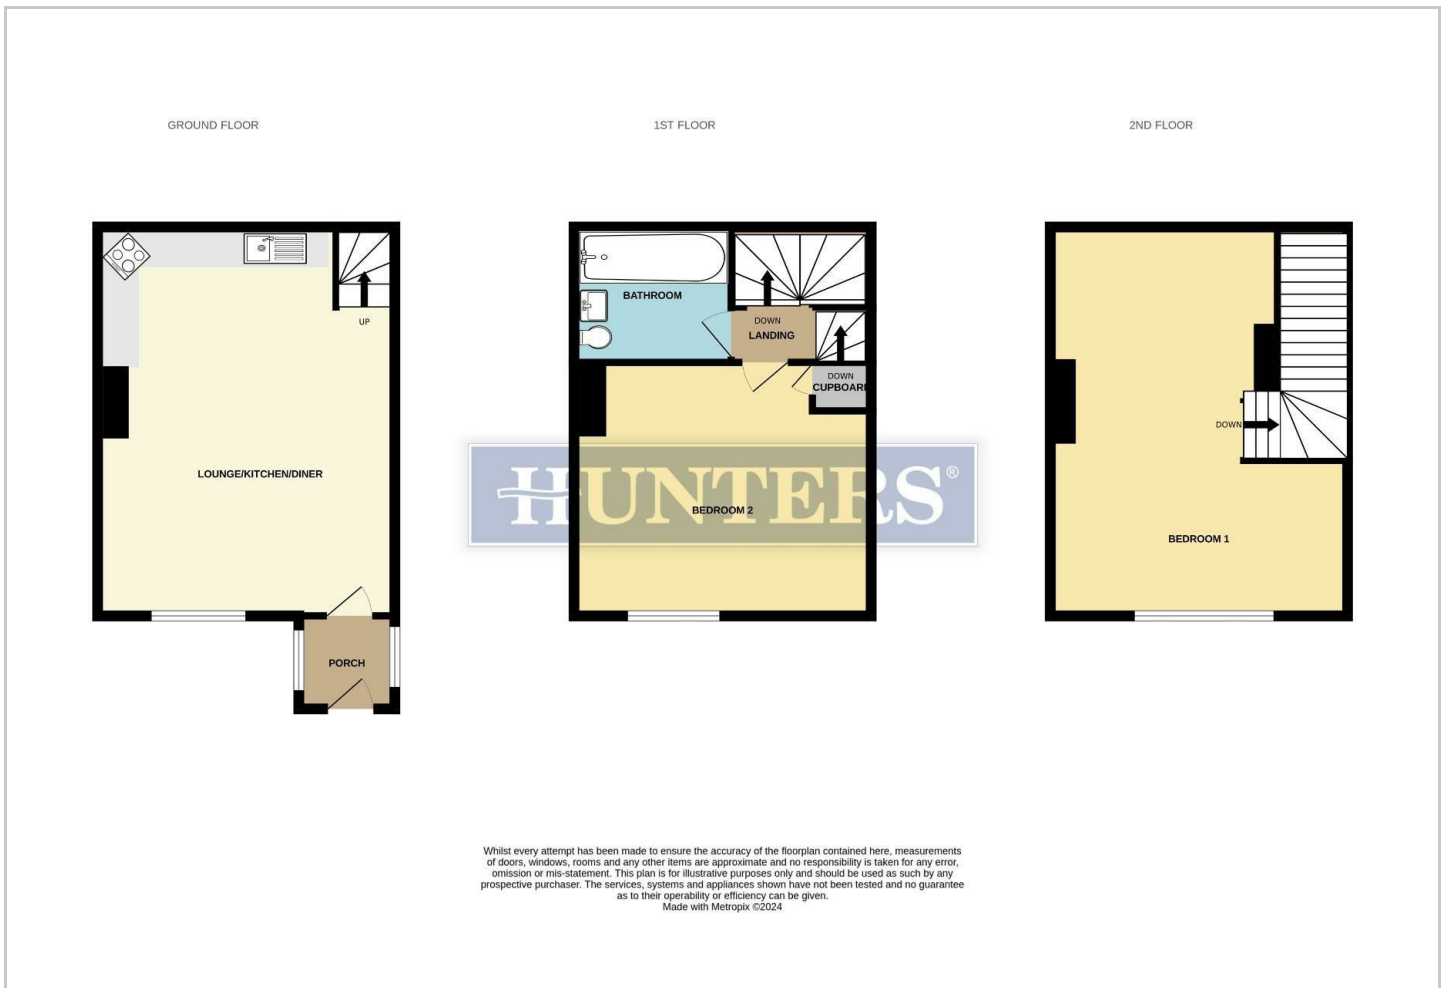 GROUND FLOOR
1ST FLOOR
2ND FLOOR
UP
LOUNGE/KITCHEN/DINER
PORCH
BATHROOM
DOWN
LANDING
DOWN
CUPBOARD
HUNTERS®
BEDROOM 2
DOWN
BEDROOM 1
Whilst every attempt has been made to ensure the accuracy of the floorplan contained here, measurements
of doors, windows, rooms and any other items are approximate and no responsibility is taken for any error,
omission or mis-statement. This plan is for illustrative purposes only and should be used as such by any
prospective purchaser. The services, systems and appliances shown have not been tested and no guarantee
as to their operability or efficiency can be given.
Made with Metropix ©2024